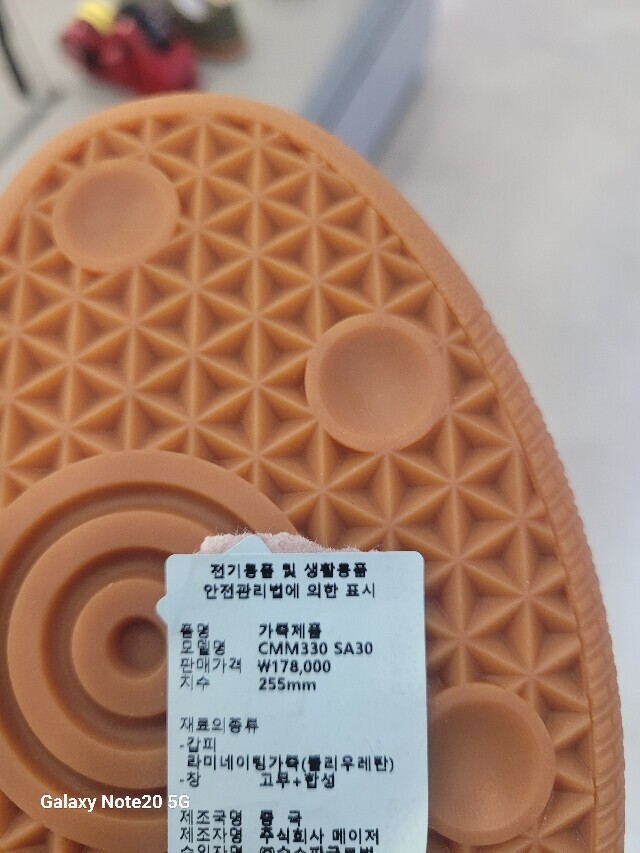 전기용품 및 생활용품
안전관리법에 의한 표시
품명 가죽제품
모델명 CMM330 SA30
판매가격 ₩178,000
치수 255mm
재료의종류
-갑피
라미네이팅가죽(폴리우레탄)
-창 고무+합성
제조국명 중 국
제조자명 주식회사 메이저
Galaxy Note20 5G